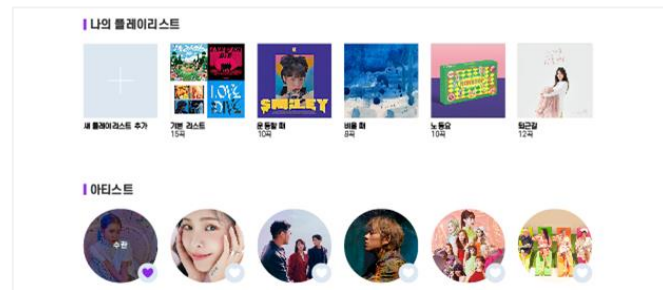 나의 플레이리스트
LOVE DIVE
SMILEY
새 플레이리스트 추가
기본 리스트
15곡
운동할 때
10곡
비올 때
8곡
노동요
10곡
퇴근길
12곡
아티스트